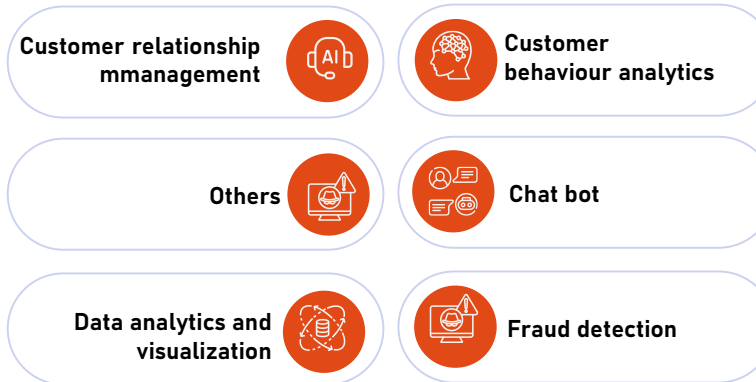 Customer relationship
mmanagement
AI
Customer
behaviour analytics
Others
Chat bot
Data analytics and
visualization
Fraud detection